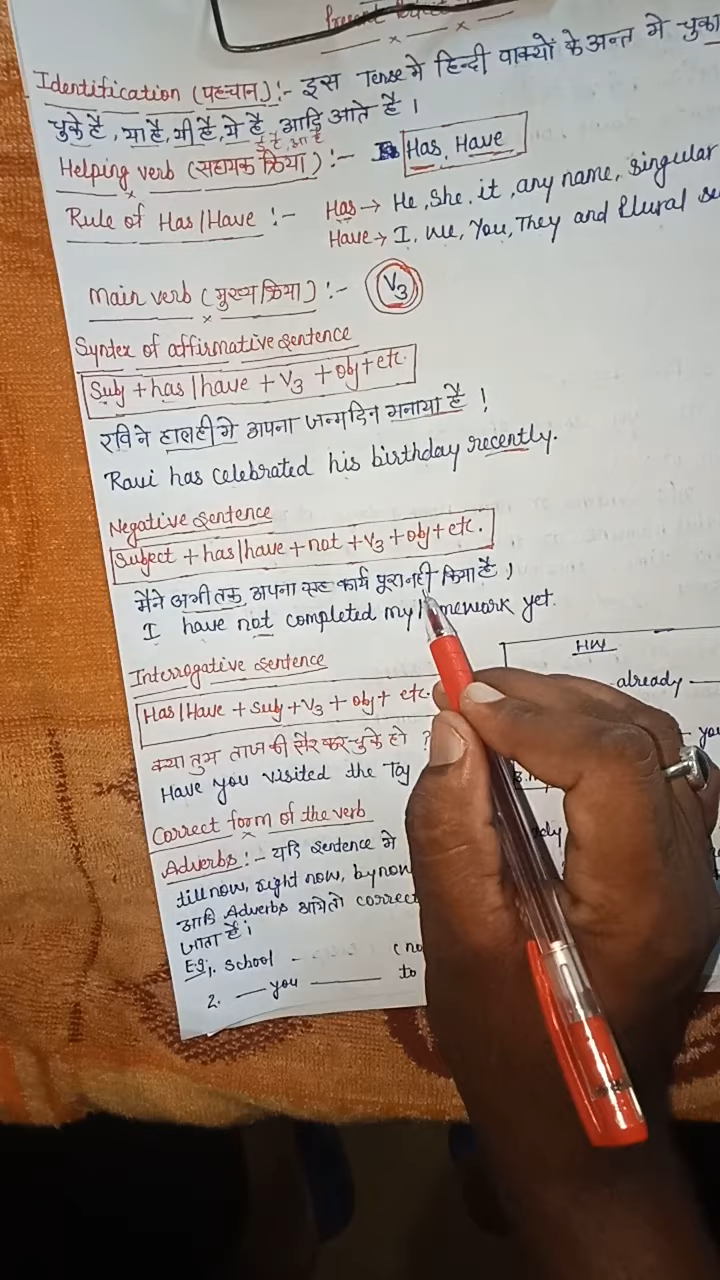 Present
Identification (पहचान) :- इस Tense मे हिन्दी वाक्यों के अन्त मे चुका
चुके है, या है, यी है, ये है आदि आते है।
ई है, आ है
Helping verb (सहायक क्रिया) :- Has, Have
Rule of Has/Have :- Has → He, She, it, any name, singular
Have → I, we, You, They and Plural
Main verb (मुख्य क्रिया) :- V3
Syntex of affirmative sentence
Sub + has/have + V3 + obj + etc.
रवि ने हालही मे अपना जन्मदिन मनाया है !
Ravi has celebrated his birthday recently.
Negative sentence
Subject + has/have + not + V3 + obj + etc.
मैने अभी तक अपना कार्य पूरा नही किया है।
I have not completed my yet.
Interrogative sentence
HW
Has/Have + sub + V3 + obj + etc.
already
क्या तुम ताज की सैर कर चुके हो ?
Have you visited the Taj
Correct form of the verb
Adverbs :- यदि sentence मे
till now, right now, by now
आदि Adverbs correct
जाता है।
Eg:. School -
2. — you — to